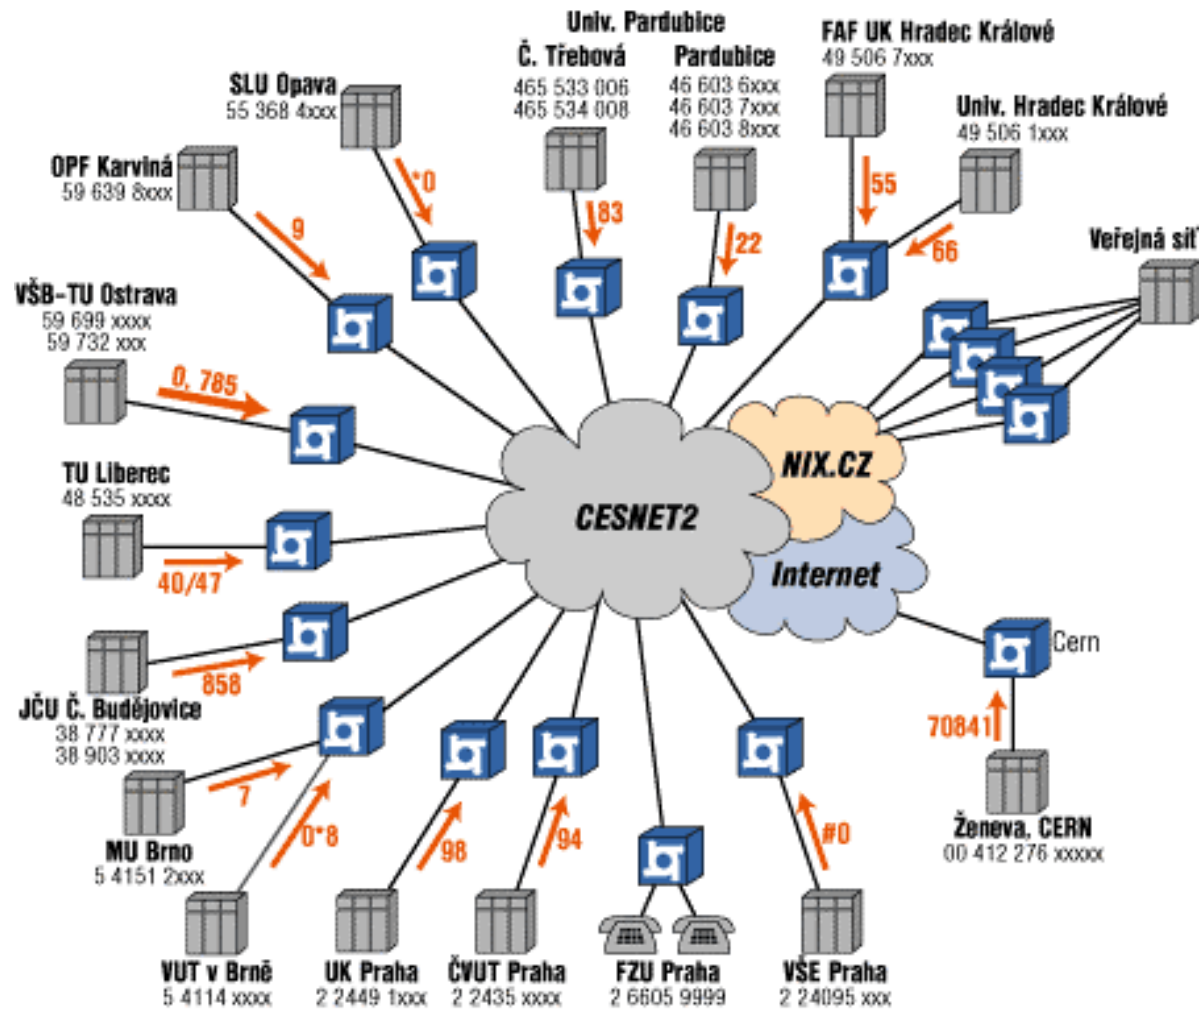 Univ. Pardubice
Č. Třebová
465 533 006
465 534 008
Pardubice
46 603 6xxx
46 603 7xxx
46 603 8xxx
FAF UK Hradec Králové
49 506 7xxx
SLU Opava
55 368 4xxx
Univ. Hradec Králové
49 506 1xxx
OPF Karviná
59 639 8xxx
*0
83
22
55
66
9
Veřejná síť
VŠB-TU Ostrava
59 699 xxxx
59 732 xxx
0, 785
TU Liberec
48 535 xxxx
40/47
NIX.CZ
CESNET2
Internet
Cern
858
JČU Č. Budějovice
38 777 xxxx
38 903 xxxx
70841
7
MU Brno
5 4151 2xxx
0*8
98
94
#0
Ženeva, CERN
00 412 276 xxxxx
VUT v Brně
5 4114 xxxx
UK Praha
2 2449 1xxx
ČVUT Praha
2 2435 xxxx
FZU Praha
2 6605 9999
VŠE Praha
2 24095 xxx